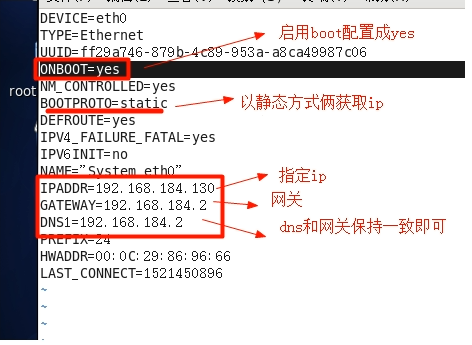 DEVICE=eth0
TYPE=Ethernet
UUID=ff29a746-879b-4c89-953a-a8ca49987c06
ONBOOT=yes
启用boot配置成yes
NM_CONTROLLED=yes
root
BOOTPROTO=static
以静态方式俩获取ip
DEFROUTE=yes
IPV4_FAILURE_FATAL=yes
IPV6INIT=no
NAME="System eth0"
IPADDR=192.168.184.130
指定ip
GATEWAY=192.168.184.2
网关
DNS1=192.168.184.2
dns和网关保持一致即可
PREFIX=24
HWADDR=00:0C:29:86:96:66
LAST_CONNECT=1521450896
~
~
~
~